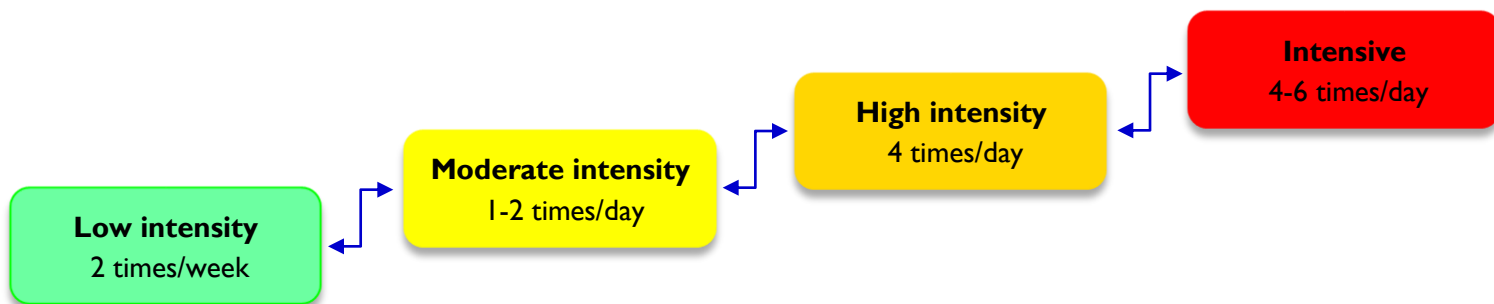 Low intensity
2 times/week
Moderate intensity
1-2 times/day
High intensity
4 times/day
Intensive
4-6 times/day